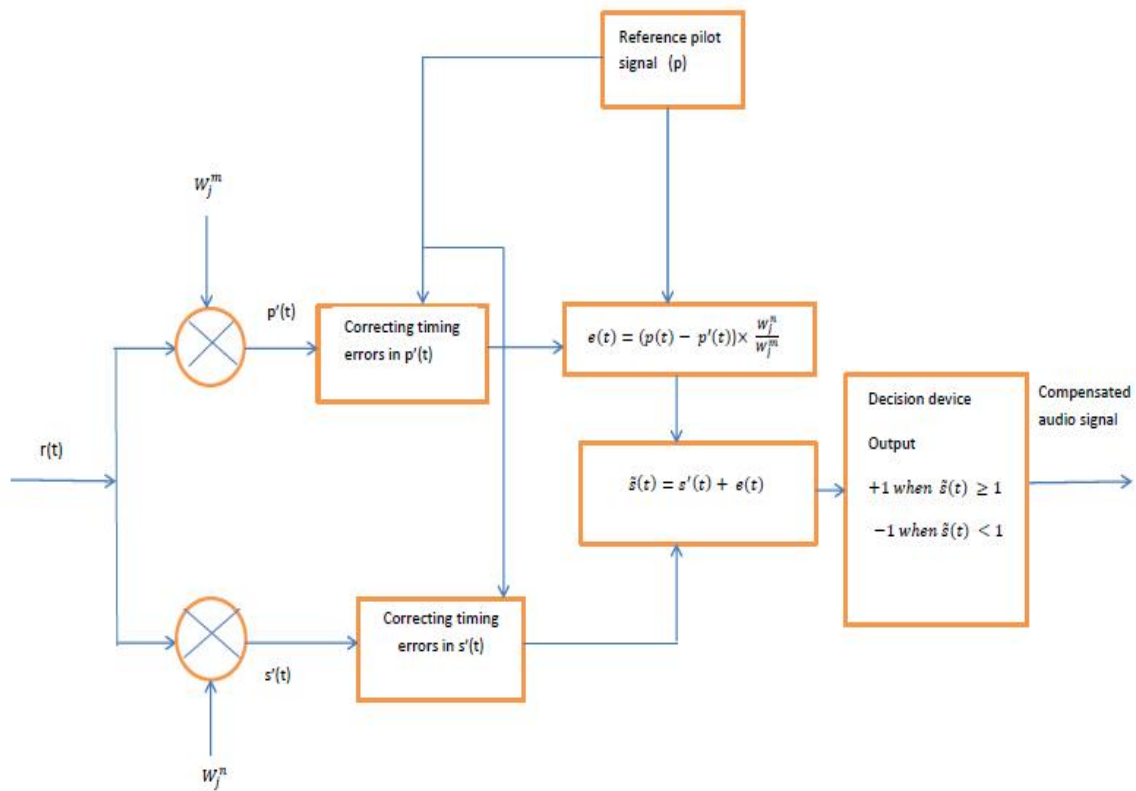 Reference pilot
signal (p)
W_j^m
p'(t)
Correcting timing
errors in p'(t)
e(t) = (p(t) − p'(t))× W_j^n / W_j^m
r(t)
s̃(t) = s'(t) + e(t)
Decision device
Output
+1 when s̃(t) ≥ 1
−1 when s̃(t) < 1
Compensated
audio signal
Correcting timing
errors in s'(t)
s'(t)
W_j^n